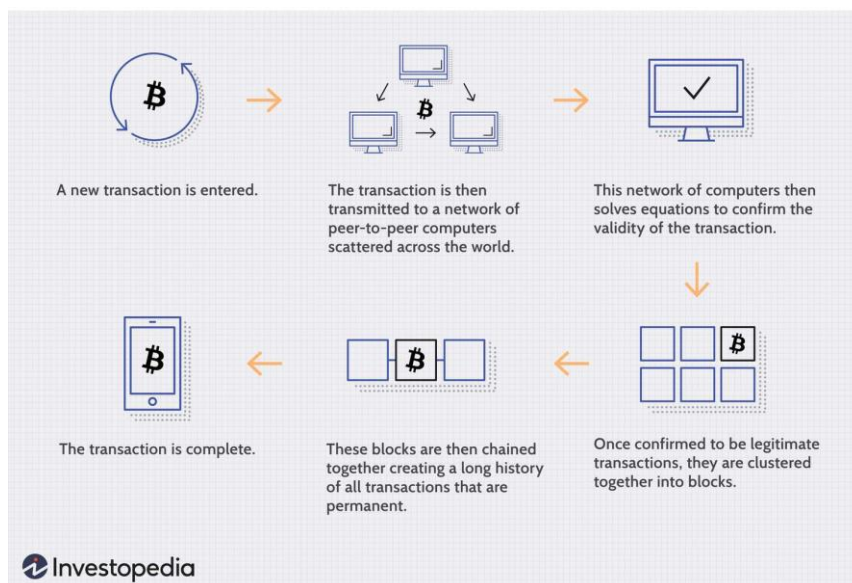 A new transaction is entered.
The transaction is then
transmitted to a network of
peer-to-peer computers
scattered across the world.
This network of computers then
solves equations to confirm the
validity of the transaction.
Once confirmed to be legitimate
transactions, they are clustered
together into blocks.
These blocks are then chained
together creating a long history
of all transactions that are
permanent.
The transaction is complete.
Investopedia